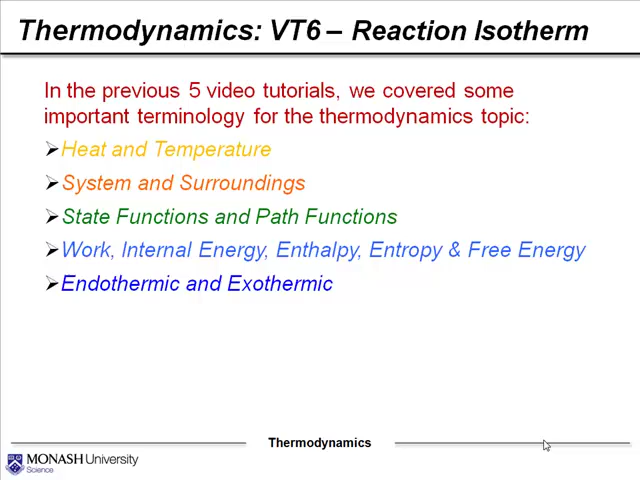 Thermodynamics: VT6 – Reaction Isotherm
In the previous 5 video tutorials, we covered some
important terminology for the thermodynamics topic:
➢Heat and Temperature
➢System and Surroundings
➢State Functions and Path Functions
➢Work, Internal Energy, Enthalpy, Entropy & Free Energy
➢Endothermic and Exothermic
Thermodynamics
MONASH University
Science